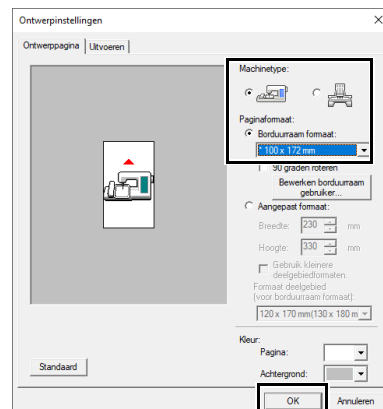 Ontwerpinstellingen
Ontwerppagina
Uitvoeren
Machinetype:
Paginaformaat:
Borduurraam formaat:
* 100 x 172 mm
90 graden roteren
Bewerken borduurraam
gebruiker...
Aangepast formaat:
Breedte: 230 mm
Hoogte: 330 mm
Gebruik kleinere
deelgebiedformaten.
Formaat deelgebied
(voor borduurraam formaat):
120 x 170 mm(130 x 180 m
Kleur:
Pagina:
Achtergrond:
Standaard
OK
Annuleren